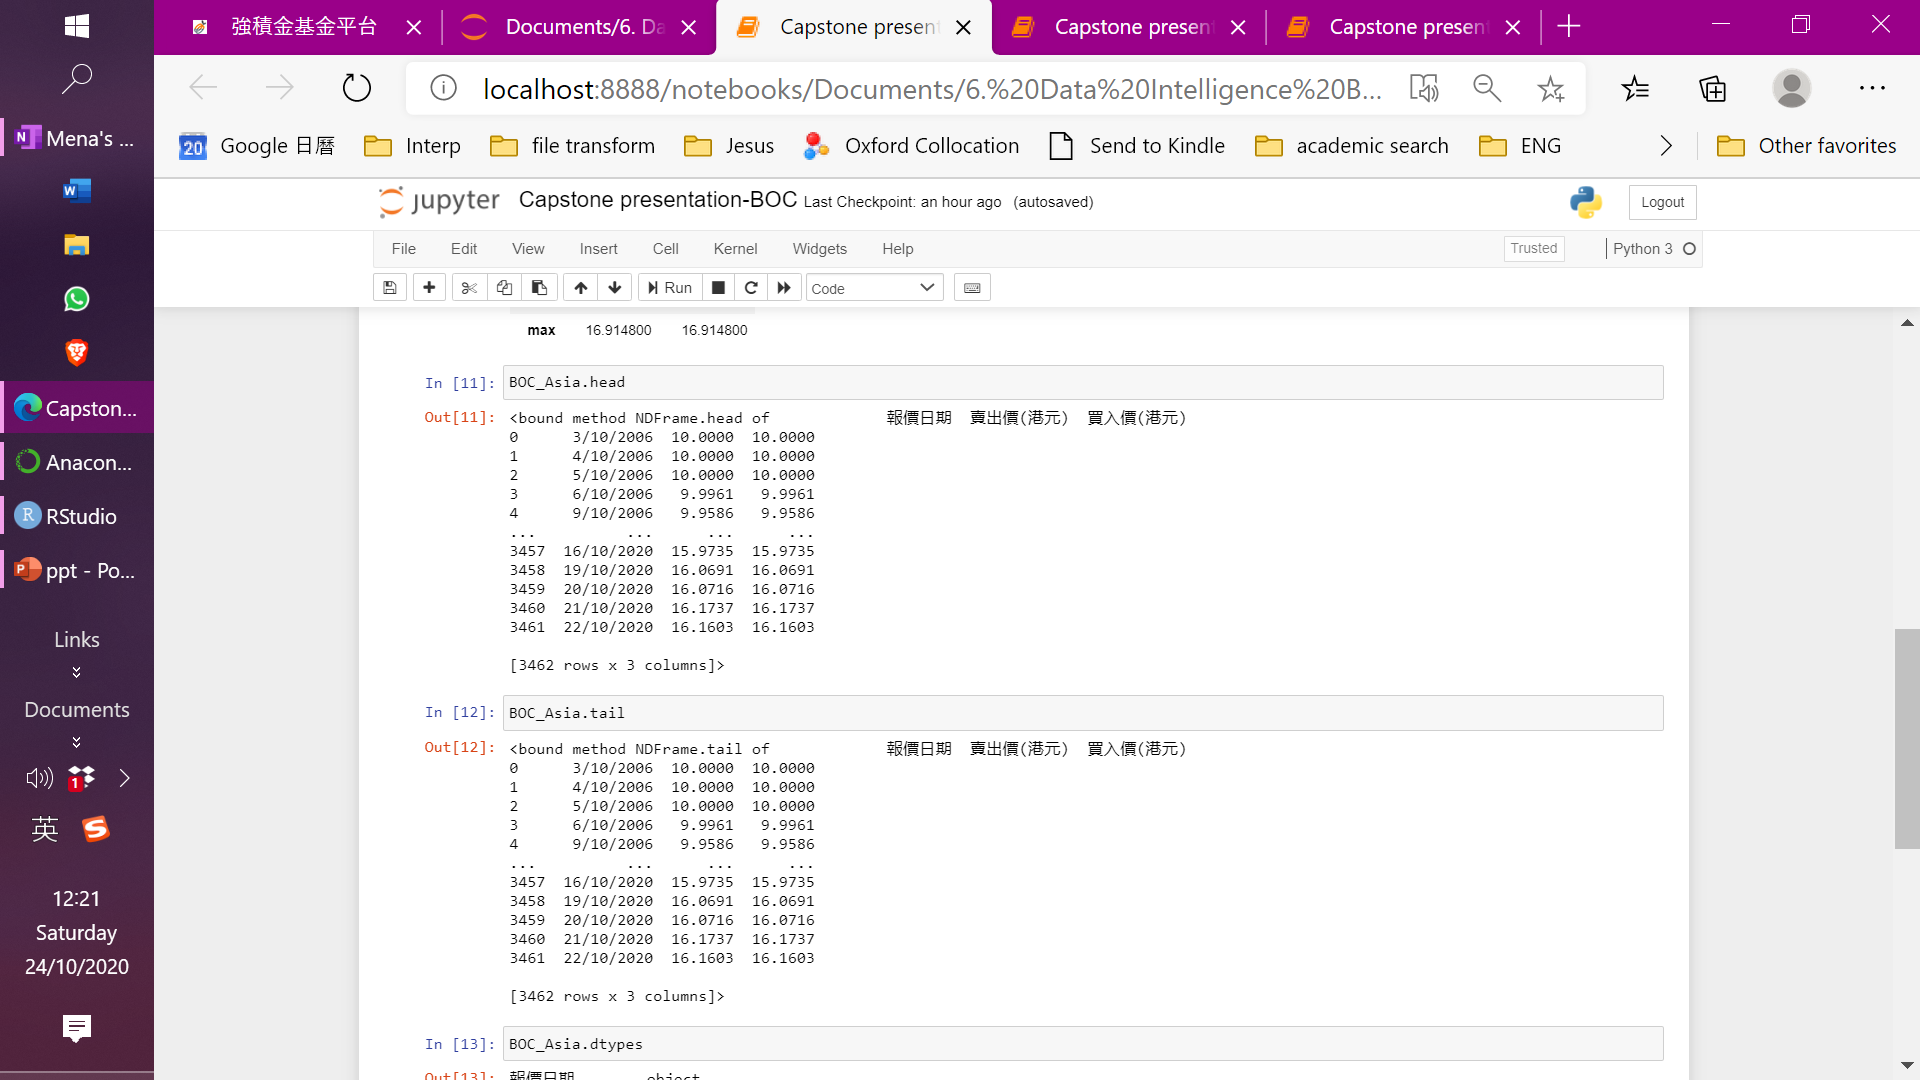 強積金基金平台
Documents/6. Da
Capstone present
Capstone present
Capstone present
localhost:8888/notebooks/Documents/6.%20Data%20Intelligence%20B...
20 Google 日曆
Interp
file transform
Jesus
Oxford Collocation
Send to Kindle
academic search
ENG
Other favorites
Mena's ...
Capston...
Anacon...
RStudio
ppt - Po...
Links
Documents
1
英
12:21
Saturday
24/10/2020
jupyter Capstone presentation-BOC Last Checkpoint: an hour ago (autosaved)
Logout
File Edit View Insert Cell Kernel Widgets Help
Trusted Python 3
Run Code
max 16.914800 16.914800
In [11]: BOC_Asia.head
Out[11]: <bound method NDFrame.head of 報價日期 賣出價(港元) 買入價(港元)
0 3/10/2006 10.0000 10.0000
1 4/10/2006 10.0000 10.0000
2 5/10/2006 10.0000 10.0000
3 6/10/2006 9.9961 9.9961
4 9/10/2006 9.9586 9.9586
... ... ... ...
3457 16/10/2020 15.9735 15.9735
3458 19/10/2020 16.0691 16.0691
3459 20/10/2020 16.0716 16.0716
3460 21/10/2020 16.1737 16.1737
3461 22/10/2020 16.1603 16.1603
[3462 rows x 3 columns]>
In [12]: BOC_Asia.tail
Out[12]: <bound method NDFrame.tail of 報價日期 賣出價(港元) 買入價(港元)
0 3/10/2006 10.0000 10.0000
1 4/10/2006 10.0000 10.0000
2 5/10/2006 10.0000 10.0000
3 6/10/2006 9.9961 9.9961
4 9/10/2006 9.9586 9.9586
... ... ... ...
3457 16/10/2020 15.9735 15.9735
3458 19/10/2020 16.0691 16.0691
3459 20/10/2020 16.0716 16.0716
3460 21/10/2020 16.1737 16.1737
3461 22/10/2020 16.1603 16.1603
[3462 rows x 3 columns]>
In [13]: BOC_Asia.dtypes
Out[13]: 報價日期 object